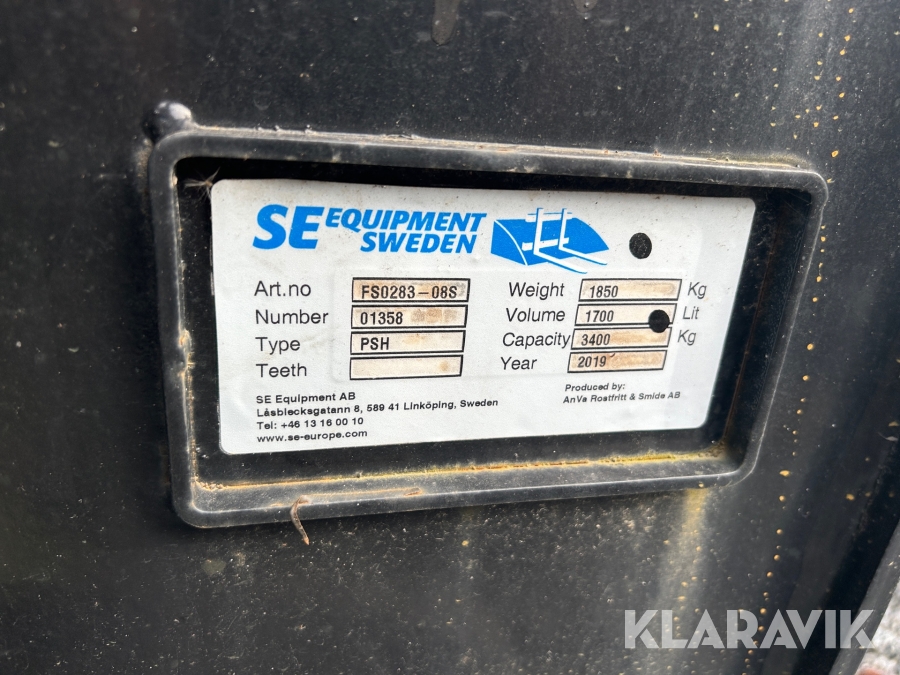 SE EQUIPMENT
SWEDEN
Art.no FS0283-08S
Number 01358
Type PSH
Teeth
Weight 1850 Kg
Volume 1700 Lit
Capacity 3400 Kg
Year 2019
SE Equipment AB
Låsblecksgatann 8, 589 41 Linköping, Sweden
Tel: +46 13 16 00 10
www.se-europe.com
Produced by:
AnVa Rostfritt & Smide AB
KLARAVIK